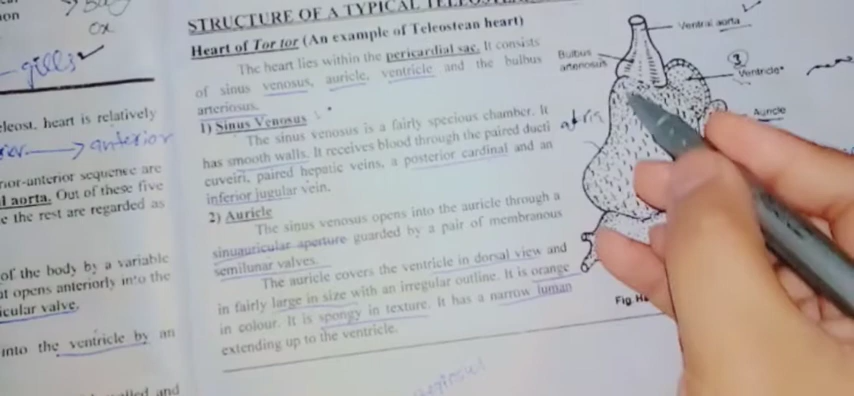 ox
gills
STRUCTURE OF A TYPICAL TELEOST
Heart of Tor tor (An example of Teleostean heart)
The heart lies within the pericardial sac. It consists
of sinus venosus, auricle, ventricle and the bulbus
arteriosus.
1) Sinus Venosus
The sinus venosus is a fairly specious chamber. It
has smooth walls. It receives blood through the paired ducti
cuveiri, paired hepatic veins, a posterior cardinal and an
inferior jugular vein.
2) Auricle
The sinus venosus opens into the auricle through a
sinuauricular aperture guarded by a pair of membranous
semilunar valves.
The auricle covers the ventricle in dorsal view and
in fairly large in size with an irregular outline. It is orange
in colour. It is spongy in texture. It has a narrow luman
extending up to the ventricle.
eleost, heart is relatively
anterior
rior-anterior sequence are
l aorta. Out of these five
e the rest are regarded as
of the body by a variable
at opens anteriorly into the
icular valve.
into the ventricle by an
and
Ventral aorta
Bulbus
arteriosus
3
Ventricle
Auricle
Fig